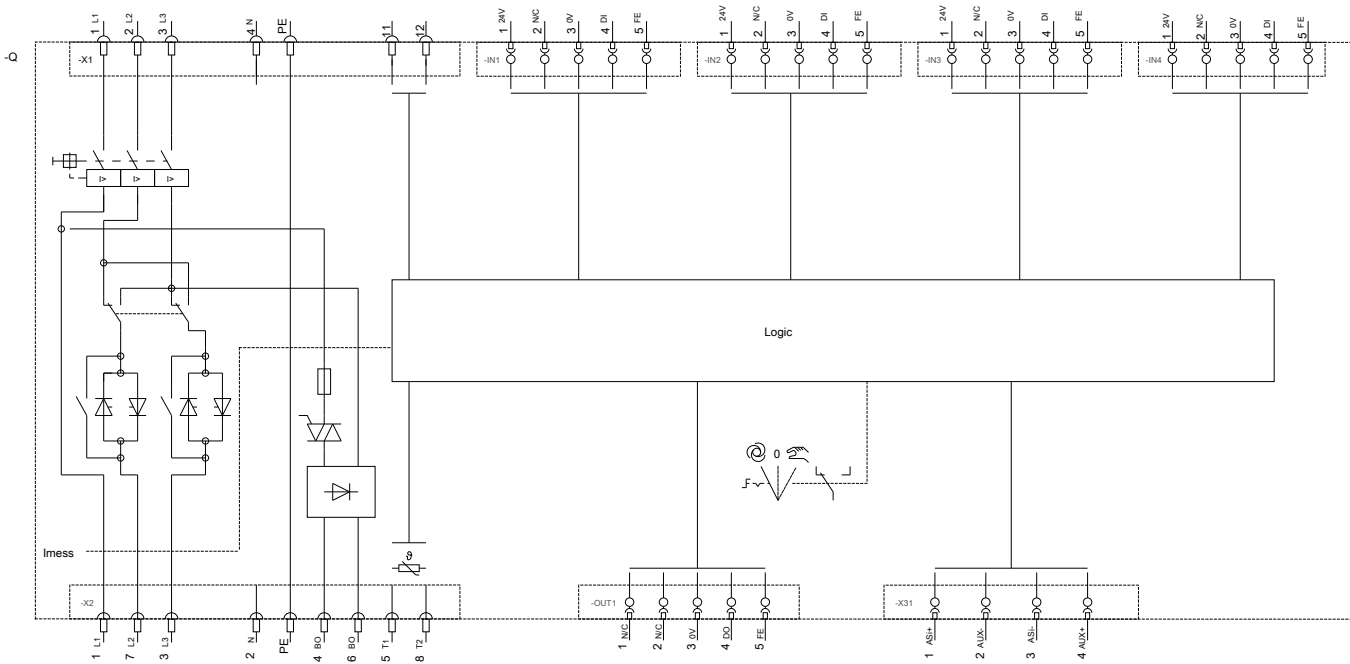 1 L1
2 L2
3 L3
4 N
PE
11
12
1 24V
2 N/C
3 0V
4 DI
5 FE
1 24V
2 N/C
3 0V
4 DI
5 FE
1 24V
2 N/C
3 0V
4 DI
5 FE
1 24V
2 N/C
3 0V
4 DI
5 FE
-Q
-X1
-IN1
-IN2
-IN3
-IN4
I>
I>
I>
Logic
0
Imess
ϑ
-X2
-OUT1
-X31
1 L1
7 L2
3 L3
2 N
PE
4 BO
6 BO
5 T1
8 T2
1 N/C
2 N/C
3 0V
4 DO
5 FE
1 ASi+
2 AUX-
3 ASi-
4 AUX+